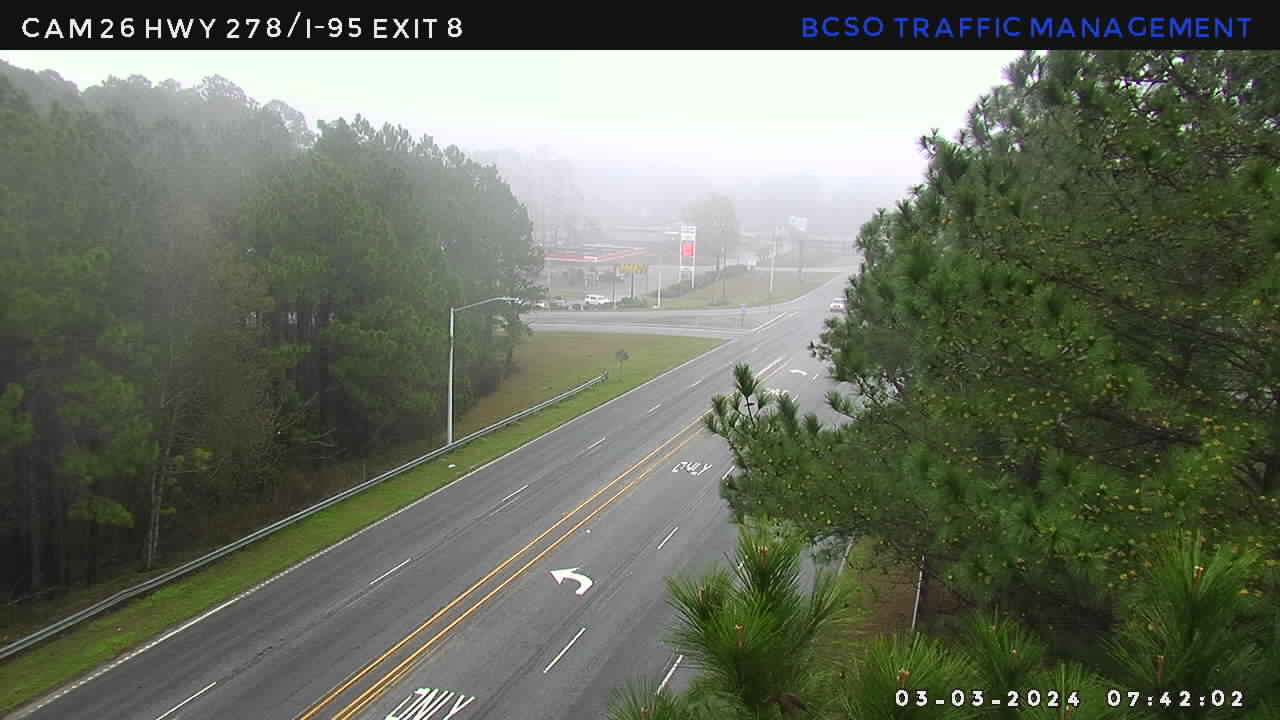 CAM 26 HWY 278/I-95 EXIT 8
BCSO TRAFFIC MANAGEMENT
ONLY
ONLY
03-03-2024 07:42:02